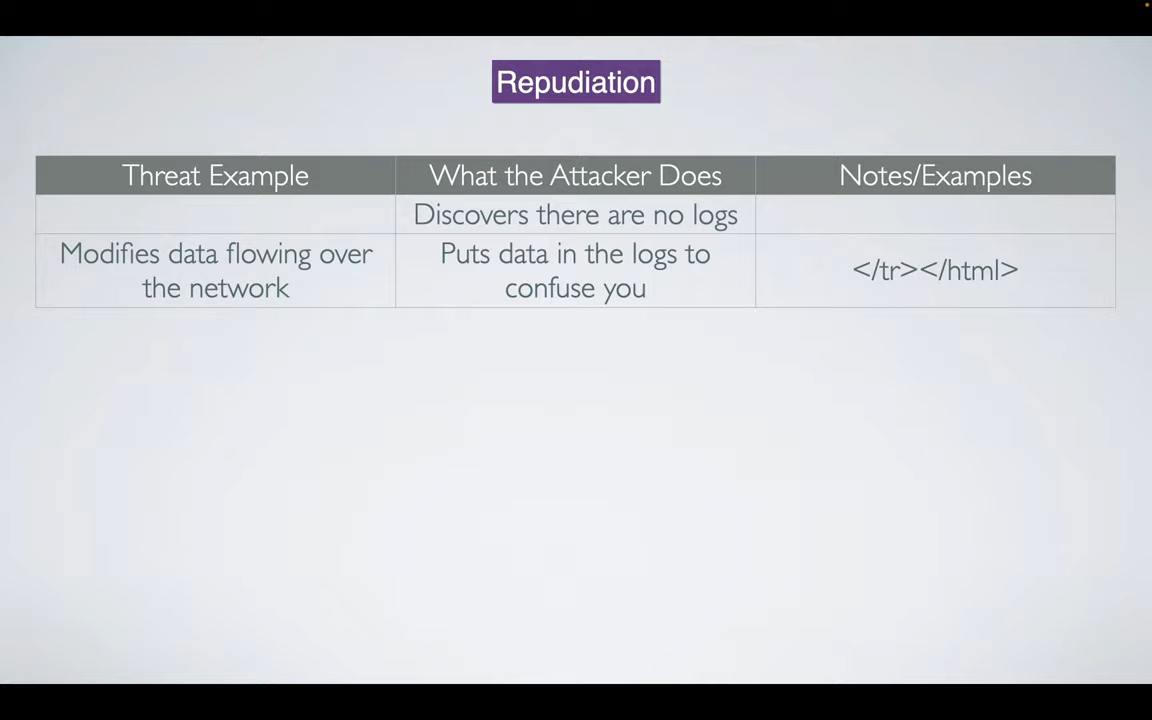 Repudiation
Threat Example
What the Attacker Does
Notes/Examples
Discovers there are no logs
Modifies data flowing over
the network
Puts data in the logs to
confuse you
</tr></html>